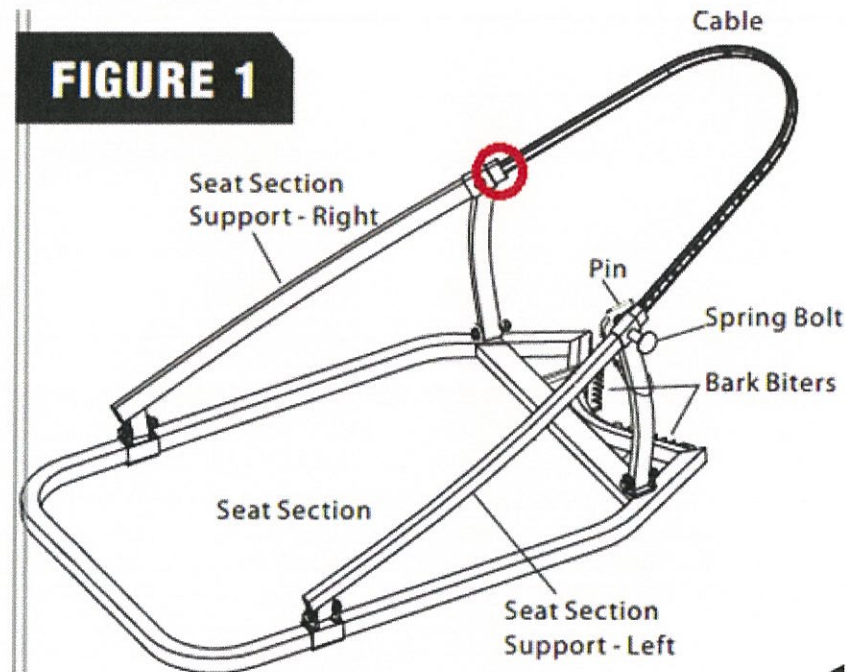 Cable
FIGURE 1
Seat Section
Support - Right
Pin
Spring Bolt
Bark Biters
Seat Section
Seat Section
Support - Left